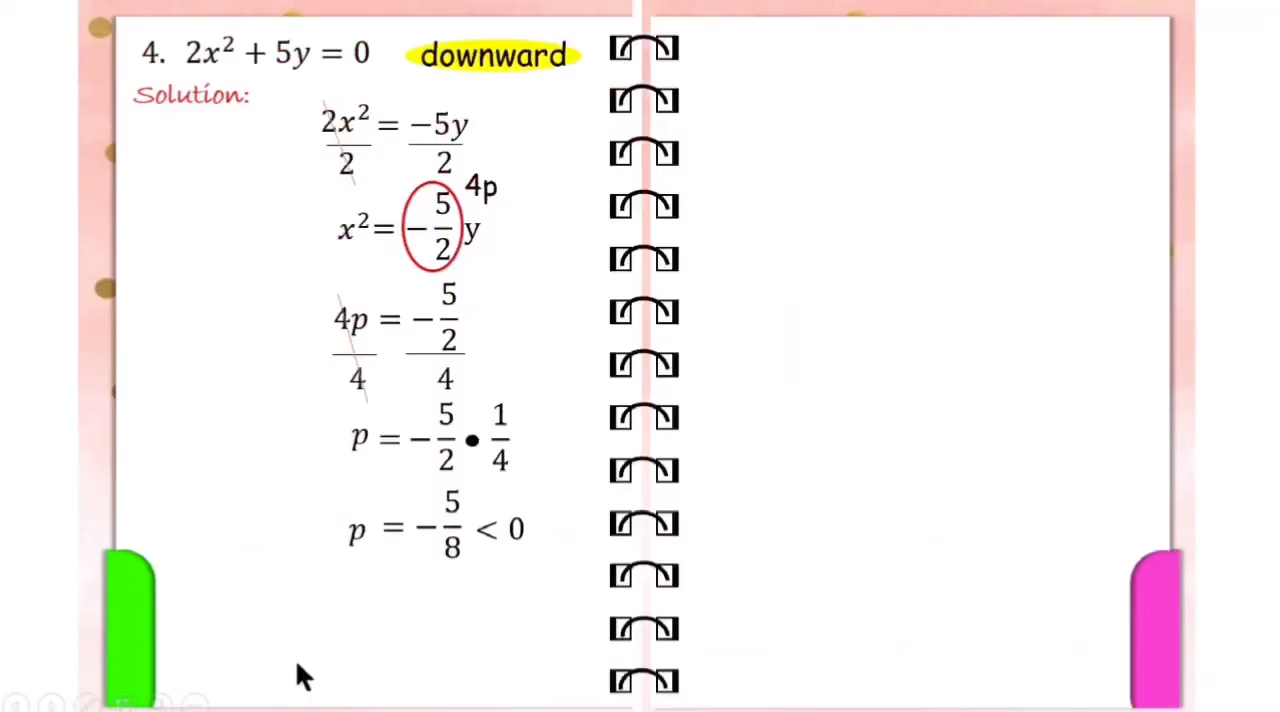 4. 2x² + 5y = 0 downward
Solution:
2x²/2 = −5y/2
4p
x² = −5/2 y
4p/4 = −5/2/4
p = −5/2 • 1/4
p = −5/8 < 0